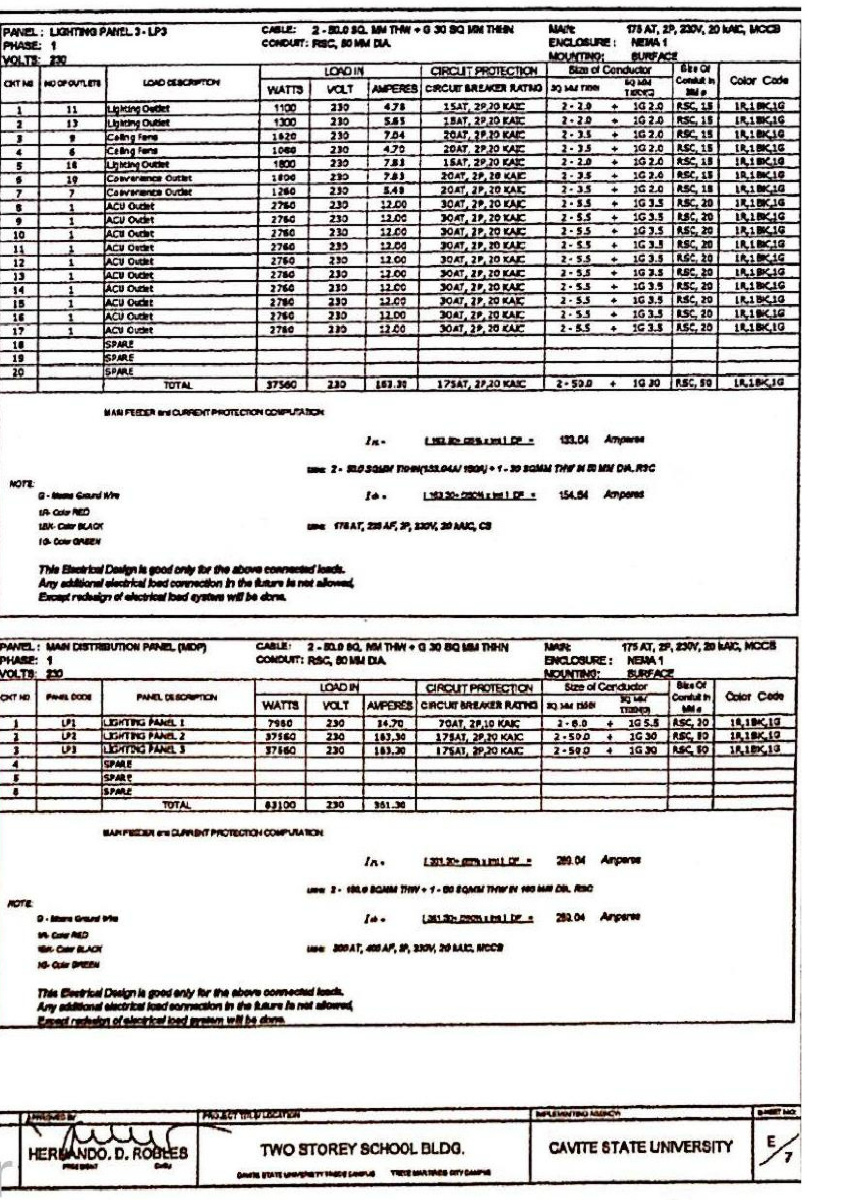 PANEL : LIGHTING PANEL 3 - LP3 CABLE: 2 - 50.0 SQ. MM THW + G 30 SQ MM THHN MAIN: 175 AT, 2P, 230V, 20 kAIC, MCCB
PHASE: 1 CONDUIT: RSC, 50 MM DIA. ENCLOSURE : NEMA 1
VOLTS: 230 MOUNTING: SURFACE
CKT NO NO OF OUTLETS LOAD DESCRIPTION LOAD IN CIRCUIT PROTECTION Size of Conductor Size Of Conduit in MM ø Color Code
WATTS VOLT AMPERES CIRCUIT BREAKER RATING
1 11 Lighting Outlet 1100 230 4.78 15AT, 2P,20 KAIC 2 - 2.0 + 1G 2.0 RSC, 15 1R,1BK,1G
2 13 Lighting Outlet 1300 230 5.65 15AT, 2P,20 KAIC 2 - 2.0 + 1G 2.0 RSC, 15 1R,1BK,1G
3 9 Ceiling Fans 1620 230 7.04 20AT, 2P,20 KAIC 2 - 3.5 + 1G 2.0 RSC, 15 1R,1BK,1G
4 6 Ceiling Fans 1080 230 4.70 20AT, 2P,20 KAIC 2 - 3.5 + 1G 2.0 RSC, 15 1R,1BK,1G
5 18 Lighting Outlet 1800 230 7.83 15AT, 2P,20 KAIC 2 - 2.0 + 1G 2.0 RSC, 15 1R,1BK,1G
6 10 Convenience Outlet 1800 230 7.83 20AT, 2P, 20 KAIC 2 - 3.5 + 1G 2.0 RSC, 15 1R,1BK,1G
7 7 Convenience Outlet 1260 230 5.48 20AT, 2P, 20 KAIC 2 - 3.5 + 1G 2.0 RSC, 15 1R,1BK,1G
8 1 ACU Outlet 2760 230 12.00 30AT, 2P, 20 KAIC 2 - 5.5 + 1G 3.5 RSC, 20 1R,1BK,1G
9 1 ACU Outlet 2760 230 12.00 30AT, 2P, 20 KAIC 2 - 5.5 + 1G 3.5 RSC, 20 1R,1BK,1G
10 1 ACU Outlet 2760 230 12.00 30AT, 2P, 20 KAIC 2 - 5.5 + 1G 3.5 RSC, 20 1R,1BK,1G
11 1 ACU Outlet 2760 230 12.00 30AT, 2P, 20 KAIC 2 - 5.5 + 1G 3.5 RSC, 20 1R,1BK,1G
12 1 ACU Outlet 2760 230 12.00 30AT, 2P, 20 KAIC 2 - 5.5 + 1G 3.5 RSC, 20 1R,1BK,1G
13 1 ACU Outlet 2760 230 12.00 30AT, 2P, 20 KAIC 2 - 5.5 + 1G 3.5 RSC, 20 1R,1BK,1G
14 1 ACU Outlet 2760 230 12.00 30AT, 2P, 20 KAIC 2 - 5.5 + 1G 3.5 RSC, 20 1R,1BK,1G
15 1 ACU Outlet 2760 230 12.00 30AT, 2P, 20 KAIC 2 - 5.5 + 1G 3.5 RSC, 20 1R,1BK,1G
16 1 ACU Outlet 2760 230 12.00 30AT, 2P, 20 KAIC 2 - 5.5 + 1G 3.5 RSC, 20 1R,1BK,1G
17 1 ACU Outlet 2760 230 12.00 30AT, 2P, 20 KAIC 2 - 5.5 + 1G 3.5 RSC, 20 1R,1BK,1G
18 SPARE
19 SPARE
20 SPARE
TOTAL 37560 230 163.30 175AT, 2P,20 KAIC 2 - 50.0 + 1G 30 RSC, 50 1R,1BK,1G
MAIN FEEDER and CURRENT PROTECTION COMPUTATION:
133.04 Amperes
use: 2 - 50.0 SQMM THHN(133.04A/ ) + 1 - 30 SQMM THW IN 50 MM DIA. RSC
NOTE:
G - Means Ground Wire 154.64 Amperes
1R- Color RED
1BK- Color BLACK use: 175 AT, 225 AF, 2P, 230V, 20 kAIC, CB
1G- Color GREEN
This Electrical Design is good only for the above connected loads.
Any additional electrical load connection in the future is not allowed,
Except redesign of electrical load system will be done.
PANEL : MAIN DISTRIBUTION PANEL (MDP) CABLE: 2 - 50.0 SQ. MM THW + G 30 SQ MM THHN MAIN: 175 AT, 2P, 230V, 20 kAIC, MCCB
PHASE: 1 CONDUIT: RSC, 50 MM DIA. ENCLOSURE : NEMA 1
VOLTS: 230 MOUNTING: SURFACE
CKT NO PANEL CODE PANEL DESCRIPTION LOAD IN CIRCUIT PROTECTION Size of Conductor Size Of Conduit in MM ø Color Code
WATTS VOLT AMPERES CIRCUIT BREAKER RATING
1 LP1 LIGHTING PANEL 1 7980 230 34.70 70AT, 2P,10 KAIC 2 - 8.0 + 1G 5.5 RSC, 20 1R,1BK,1G
2 LP2 LIGHTING PANEL 2 37560 230 163.30 175AT, 2P,20 KAIC 2 - 50.0 + 1G 30 RSC, 50 1R,1BK,1G
3 LP3 LIGHTING PANEL 3 37560 230 163.30 175AT, 2P,20 KAIC 2 - 50.0 + 1G 30 RSC, 50 1R,1BK,1G
4 SPARE
5 SPARE
6 SPARE
TOTAL 83100 230 361.30
MAIN FEEDER and CURRENT PROTECTION COMPUTATION:
289.04 Amperes
NOTE:
G - Means Ground Wire 289.04 Amperes
1R- Color RED
1BK- Color BLACK use: 300 AT, 400 AF, 2P, 230V, 20 kAIC, MCCB
1G- Color GREEN
This Electrical Design is good only for the above connected loads.
Any additional electrical load connection in the future is not allowed,
Except redesign of electrical load system will be done.
APPROVED BY PROJECT TITLE/ LOCATION IMPLEMENTING AGENCY: SHEET NO:
HERNANDO. D. ROBLES TWO STOREY SCHOOL BLDG. CAVITE STATE UNIVERSITY E/7
PRESIDENT CAVITE STATE UNIVERSITY TRECE CAMPUS TRECE MARTIRES CITY CAMPUS